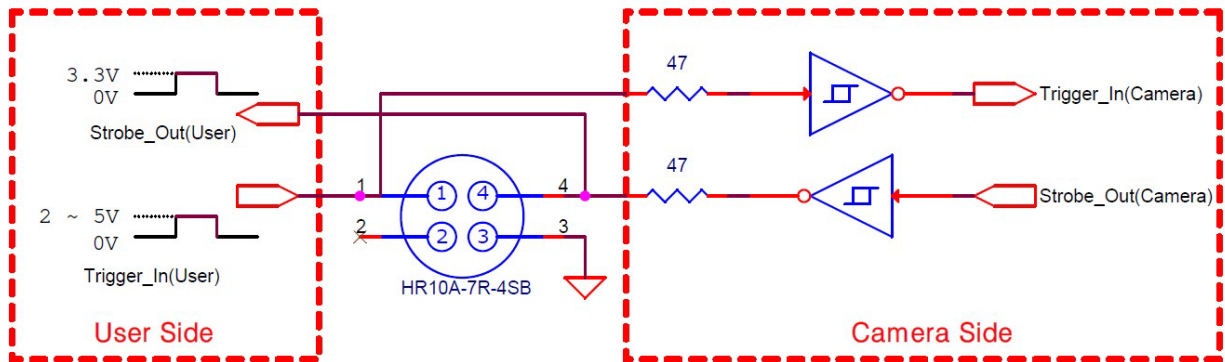 3.3V
0V
Strobe_Out(User)
2 ~ 5V
0V
Trigger_In(User)
User Side
1
2
1
4
2
3
4
3
HR10A-7R-4SB
47
Trigger_In(Camera)
47
Strobe_Out(Camera)
Camera Side